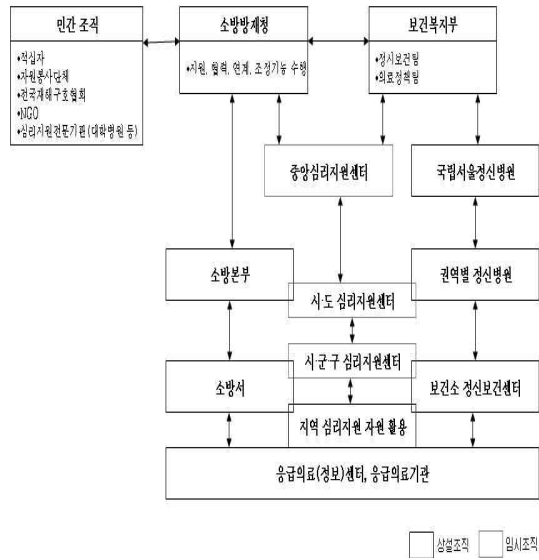 민간 조직
•적십자
•자원봉사단체
•전국재해구호협회
•NGO
•심리지원전문기관(대학병원 등)
소방방재청
•지원, 협력, 연계, 조정기능 수행
보건복지부
•정시보건팀
•의료정책팀
중앙심리지원센터
국립서울정신병원
소방본부
권역별 정신병원
시·도 심리지원센터
시·군·구 심리지원센터
소방서
보건소 정신보건센터
지역 심리지원 자원 활용
응급의료(정보)센터, 응급의료기관
상설조직
임시조직